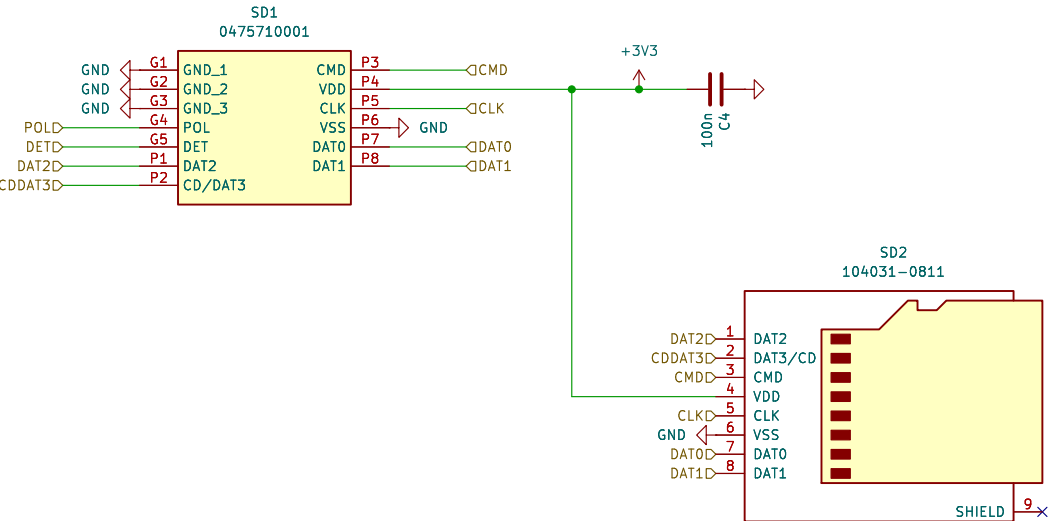 SD1
0475710001
GND G1 GND_1 CMD P3 CMD
GND G2 GND_2 VDD P4
GND G3 GND_3 CLK P5 CLK
POL G4 POL VSS P6 GND
DET G5 DET DAT0 P7 DAT0
DAT2 P1 DAT2 DAT1 P8 DAT1
CDDAT3 P2 CD/DAT3
+3V3
100n
C4
SD2
104031-0811
DAT2 1 DAT2
CDDAT3 2 DAT3/CD
CMD 3 CMD
4 VDD
CLK 5 CLK
GND 6 VSS
DAT0 7 DAT0
DAT1 8 DAT1
SHIELD 9